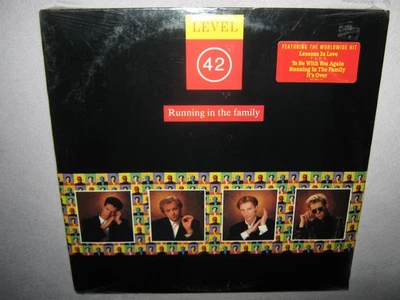 LEVEL
42
Running in the family
FEATURING THE WORLDWIDE HIT
Lessons In Love
PLUS
To Be With You Again
Running In The Family
It's Over